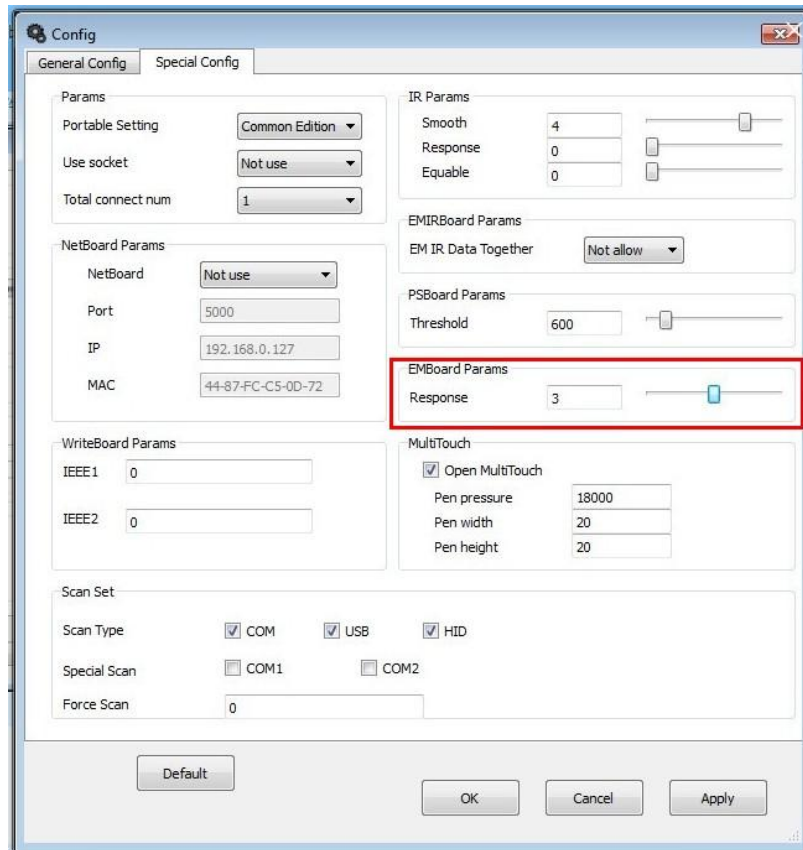 Config
General Config Special Config
Params
Portable Setting Common Edition
Use socket Not use
Total connect num 1
NetBoard Params
NetBoard Not use
Port 5000
IP 192.168.0.127
MAC 44-87-FC-C5-0D-72
WriteBoard Params
IEEE1 0
IEEE2 0
IR Params
Smooth 4
Response 0
Equable 0
EMIRBoard Params
EM IR Data Together Not allow
PSBoard Params
Threshold 600
EMBoard Params
Response 3
MultiTouch
Open MultiTouch
Pen pressure 18000
Pen width 20
Pen height 20
Scan Set
Scan Type COM USB HID
Special Scan COM1 COM2
Force Scan 0
Default
OK Cancel Apply